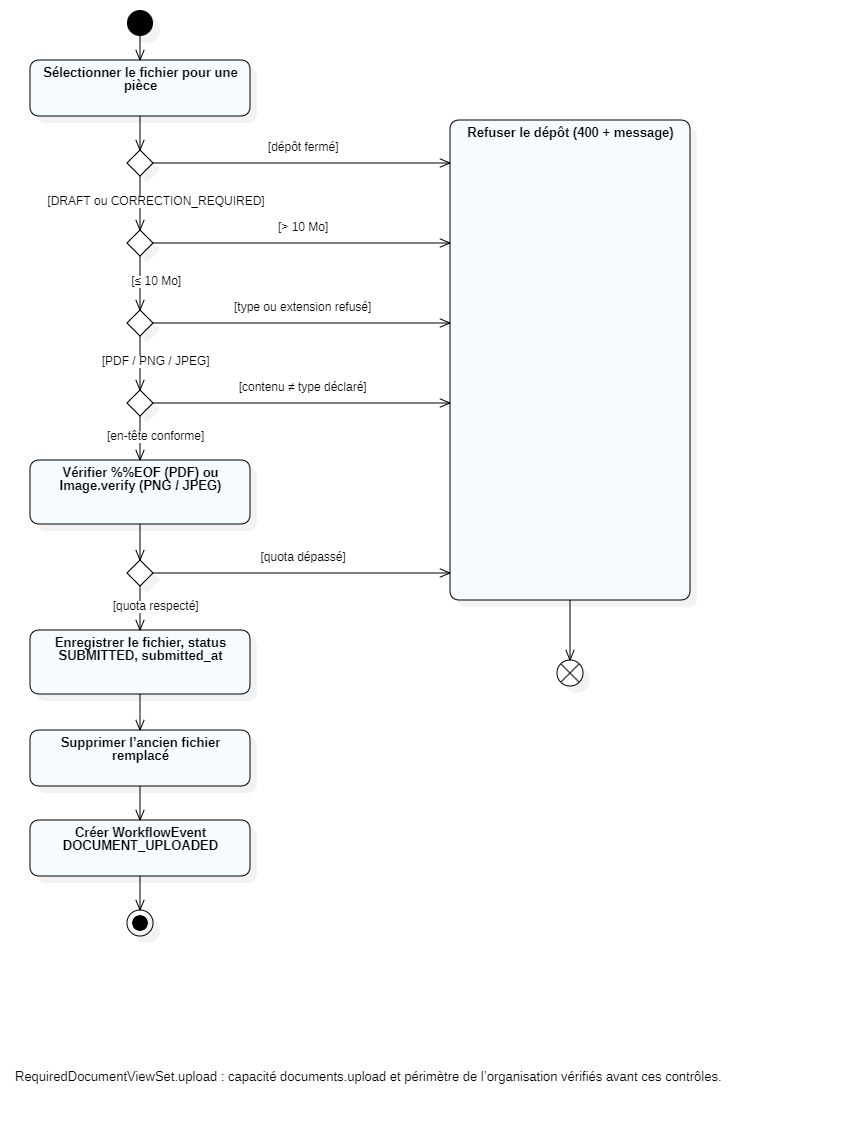 Sélectionner le fichier pour une
pièce
Refuser le dépôt (400 + message)
[dépôt fermé]
[DRAFT ou CORRECTION_REQUIRED]
[> 10 Mo]
[≤ 10 Mo]
[type ou extension refusé]
[PDF / PNG / JPEG]
[contenu ≠ type déclaré]
[en-tête conforme]
Vérifier %%EOF (PDF) ou
Image.verify (PNG / JPEG)
[quota dépassé]
[quota respecté]
Enregistrer le fichier, status
SUBMITTED, submitted_at
Supprimer l’ancien fichier
remplacé
Créer WorkflowEvent
DOCUMENT_UPLOADED
RequiredDocumentViewSet.upload : capacité documents.upload et périmètre de l’organisation vérifiés avant ces contrôles.